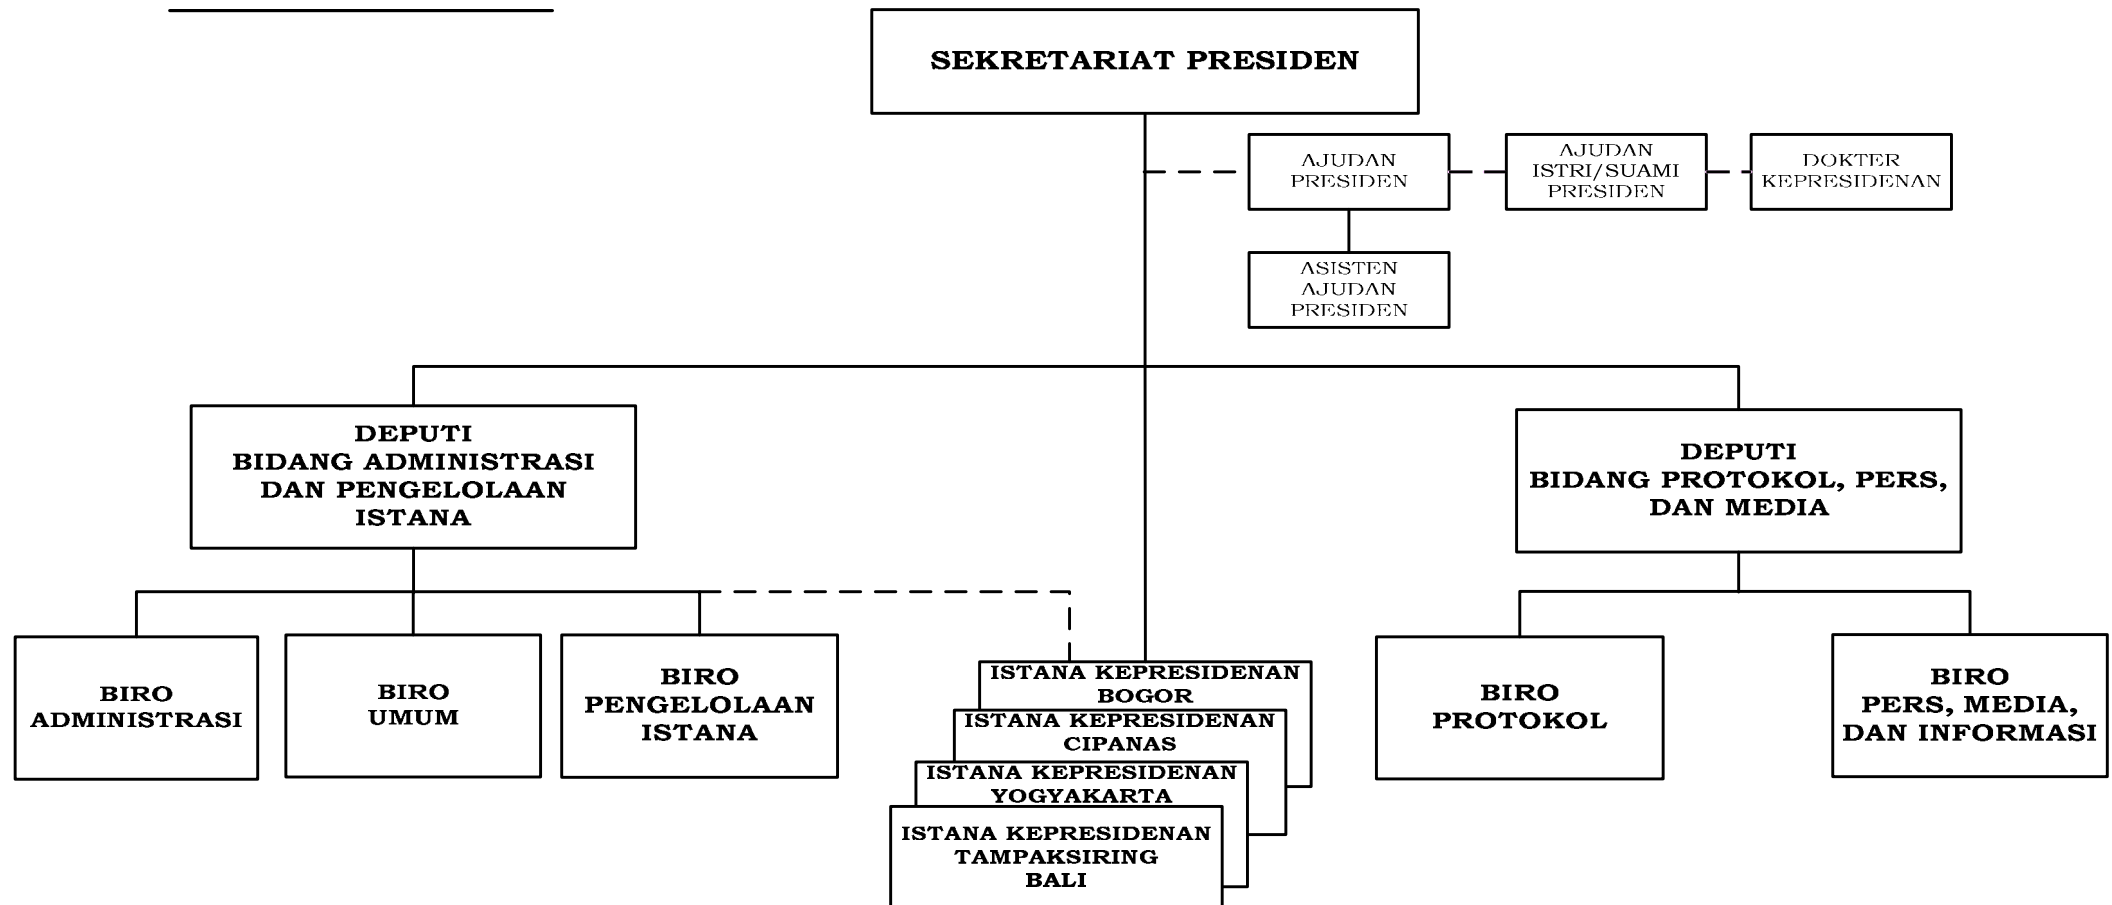 SEKRETARIAT PRESIDEN
AJUDAN
PRESIDEN
AJUDAN
ISTRI/SUAMI
PRESIDEN
DOKTER
KEPRESIDENAN
ASISTEN
AJUDAN
PRESIDEN
DEPUTI
BIDANG ADMINISTRASI
DAN PENGELOLAAN
ISTANA
DEPUTI
BIDANG PROTOKOL, PERS,
DAN MEDIA
BIRO
ADMINISTRASI
BIRO
UMUM
BIRO
PENGELOLAAN
ISTANA
ISTANA KEPRESIDENAN
BOGOR
ISTANA KEPRESIDENAN
CIPANAS
ISTANA KEPRESIDENAN
YOGYAKARTA
ISTANA KEPRESIDENAN
TAMPAKSIRING
BALI
BIRO
PROTOKOL
BIRO
PERS, MEDIA,
DAN INFORMASI